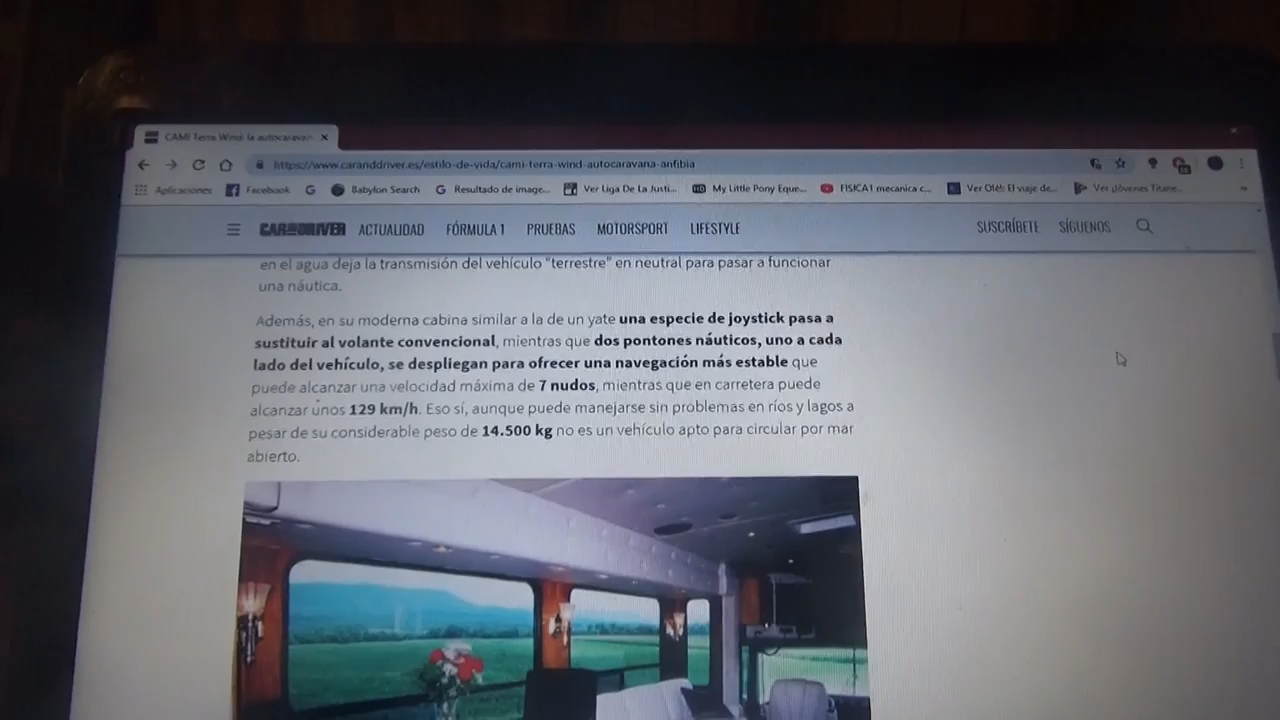 CAMI Terra Wind: la autocaravan
https://www.caranddriver.es/estilo-de-vida/cami-terra-wind-autocaravana-anfibia
Aplicaciones Facebook Babylon Search Resultado de image... Ver Liga De La Justi... My Little Pony Eque... FISICA1 mecanica c... Ver Olé!: El viaje de... Ver ¡Jóvenes Titane...
CAR AND DRIVER ACTUALIDAD FÓRMULA 1 PRUEBAS MOTORSPORT LIFESTYLE SUSCRÍBETE SÍGUENOS
en el agua deja la transmisión del vehículo “terrestre” en neutral para pasar a funcionar
una náutica.
Además, en su moderna cabina similar a la de un yate una especie de joystick pasa a
sustituir al volante convencional, mientras que dos pontones náuticos, uno a cada
lado del vehículo, se despliegan para ofrecer una navegación más estable que
puede alcanzar una velocidad máxima de 7 nudos, mientras que en carretera puede
alcanzar unos 129 km/h. Eso sí, aunque puede manejarse sin problemas en ríos y lagos a
pesar de su considerable peso de 14.500 kg no es un vehículo apto para circular por mar
abierto.